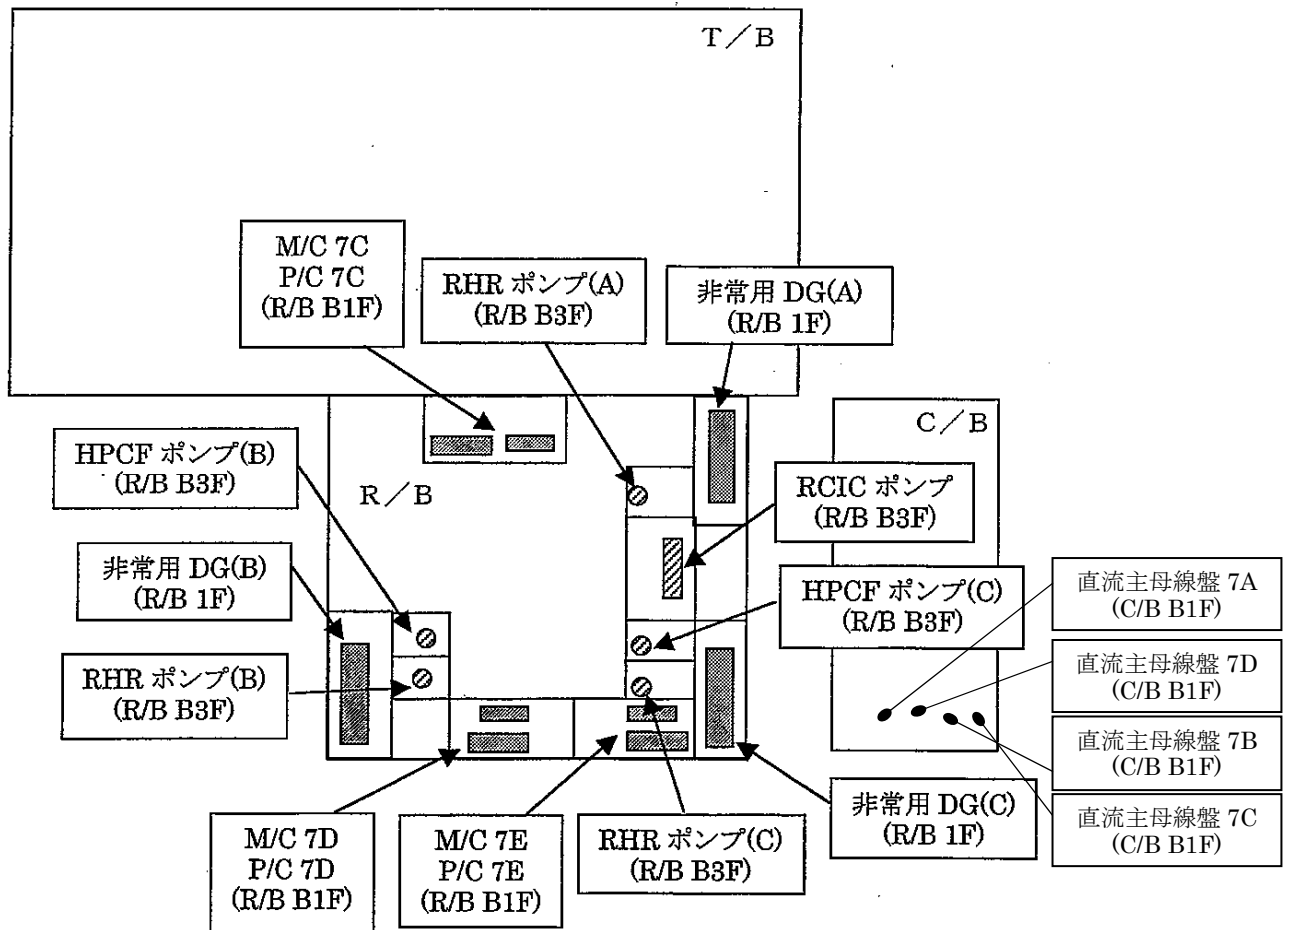 T/B
M/C 7C
P/C 7C
(R/B B1F)
RHR ポンプ(A)
(R/B B3F)
非常用 DG(A)
(R/B 1F)
C/B
HPCF ポンプ(B)
(R/B B3F)
R/B
RCIC ポンプ
(R/B B3F)
非常用 DG(B)
(R/B 1F)
HPCF ポンプ(C)
(R/B B3F)
直流主母線盤 7A
(C/B B1F)
RHR ポンプ(B)
(R/B B3F)
直流主母線盤 7D
(C/B B1F)
直流主母線盤 7B
(C/B B1F)
直流主母線盤 7C
(C/B B1F)
M/C 7D
P/C 7D
(R/B B1F)
M/C 7E
P/C 7E
(R/B B1F)
RHR ポンプ(C)
(R/B B3F)
非常用 DG(C)
(R/B 1F)